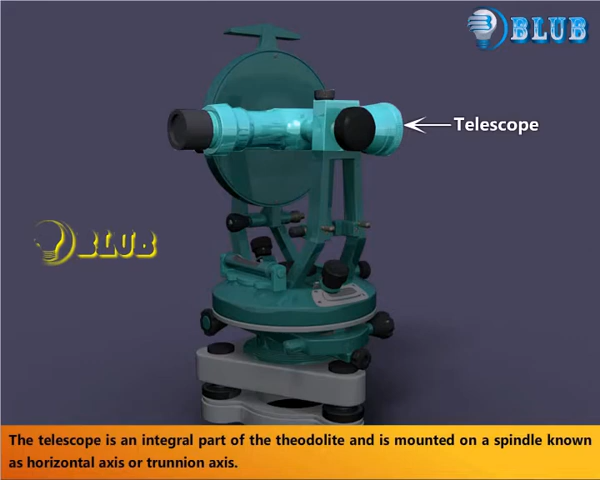 BLUB
Telescope
BLUB
The telescope is an integral part of the theodolite and is mounted on a spindle known
as horizontal axis or trunnion axis.